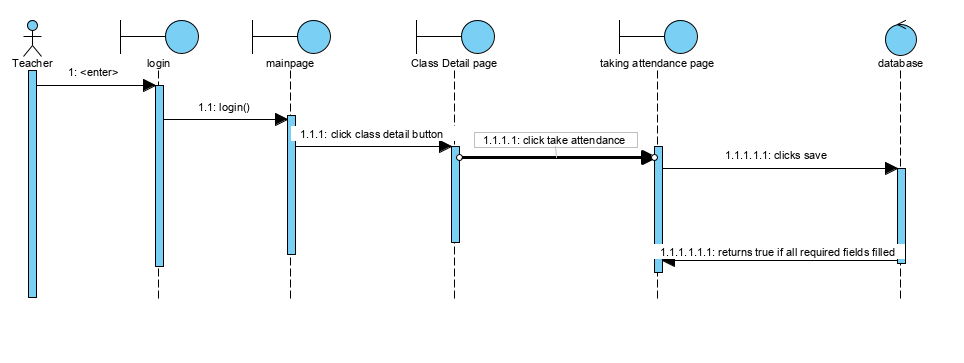 Teacher
login
mainpage
Class Detail page
taking attendance page
database
1: <enter>
1.1: login()
1.1.1: click class detail button
1.1.1.1: click take attendance
1.1.1.1.1: clicks save
1.1.1.1.1.1: returns true if all required fields filled